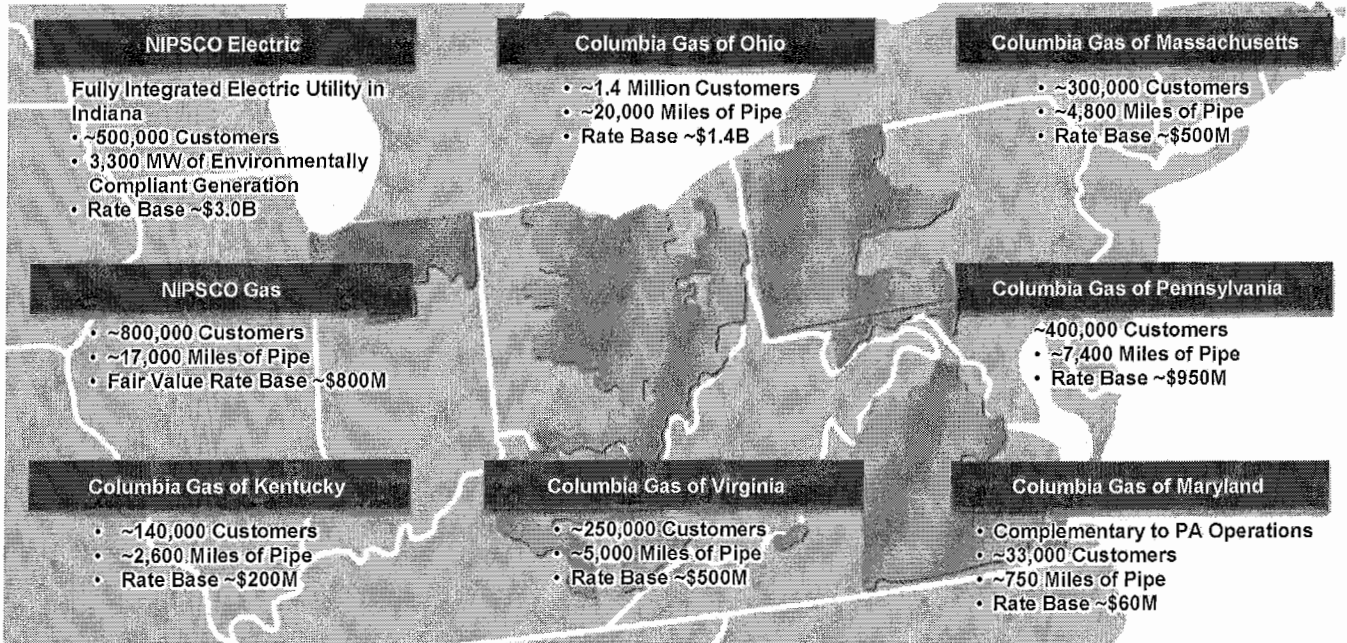 NIPSCO Electric
Fully Integrated Electric Utility in
Indiana
• ~500,000 Customers
• 3,300 MW of Environmentally
Compliant Generation
• Rate Base ~$3.0B
Columbia Gas of Ohio
• ~1.4 Million Customers
• ~20,000 Miles of Pipe
• Rate Base ~$1.4B
Columbia Gas of Massachusetts
• ~300,000 Customers
• ~4,800 Miles of Pipe
• Rate Base ~$500M
NIPSCO Gas
• ~800,000 Customers
• ~17,000 Miles of Pipe
• Fair Value Rate Base ~$800M
Columbia Gas of Pennsylvania
~400,000 Customers
• ~7,400 Miles of Pipe
• Rate Base ~$950M
Columbia Gas of Kentucky
• ~140,000 Customers
• ~2,600 Miles of Pipe
• Rate Base ~$200M
Columbia Gas of Virginia
• ~250,000 Customers
• ~5,000 Miles of Pipe
• Rate Base ~$500M
Columbia Gas of Maryland
• Complementary to PA Operations
• ~33,000 Customers
• ~750 Miles of Pipe
• Rate Base ~$60M